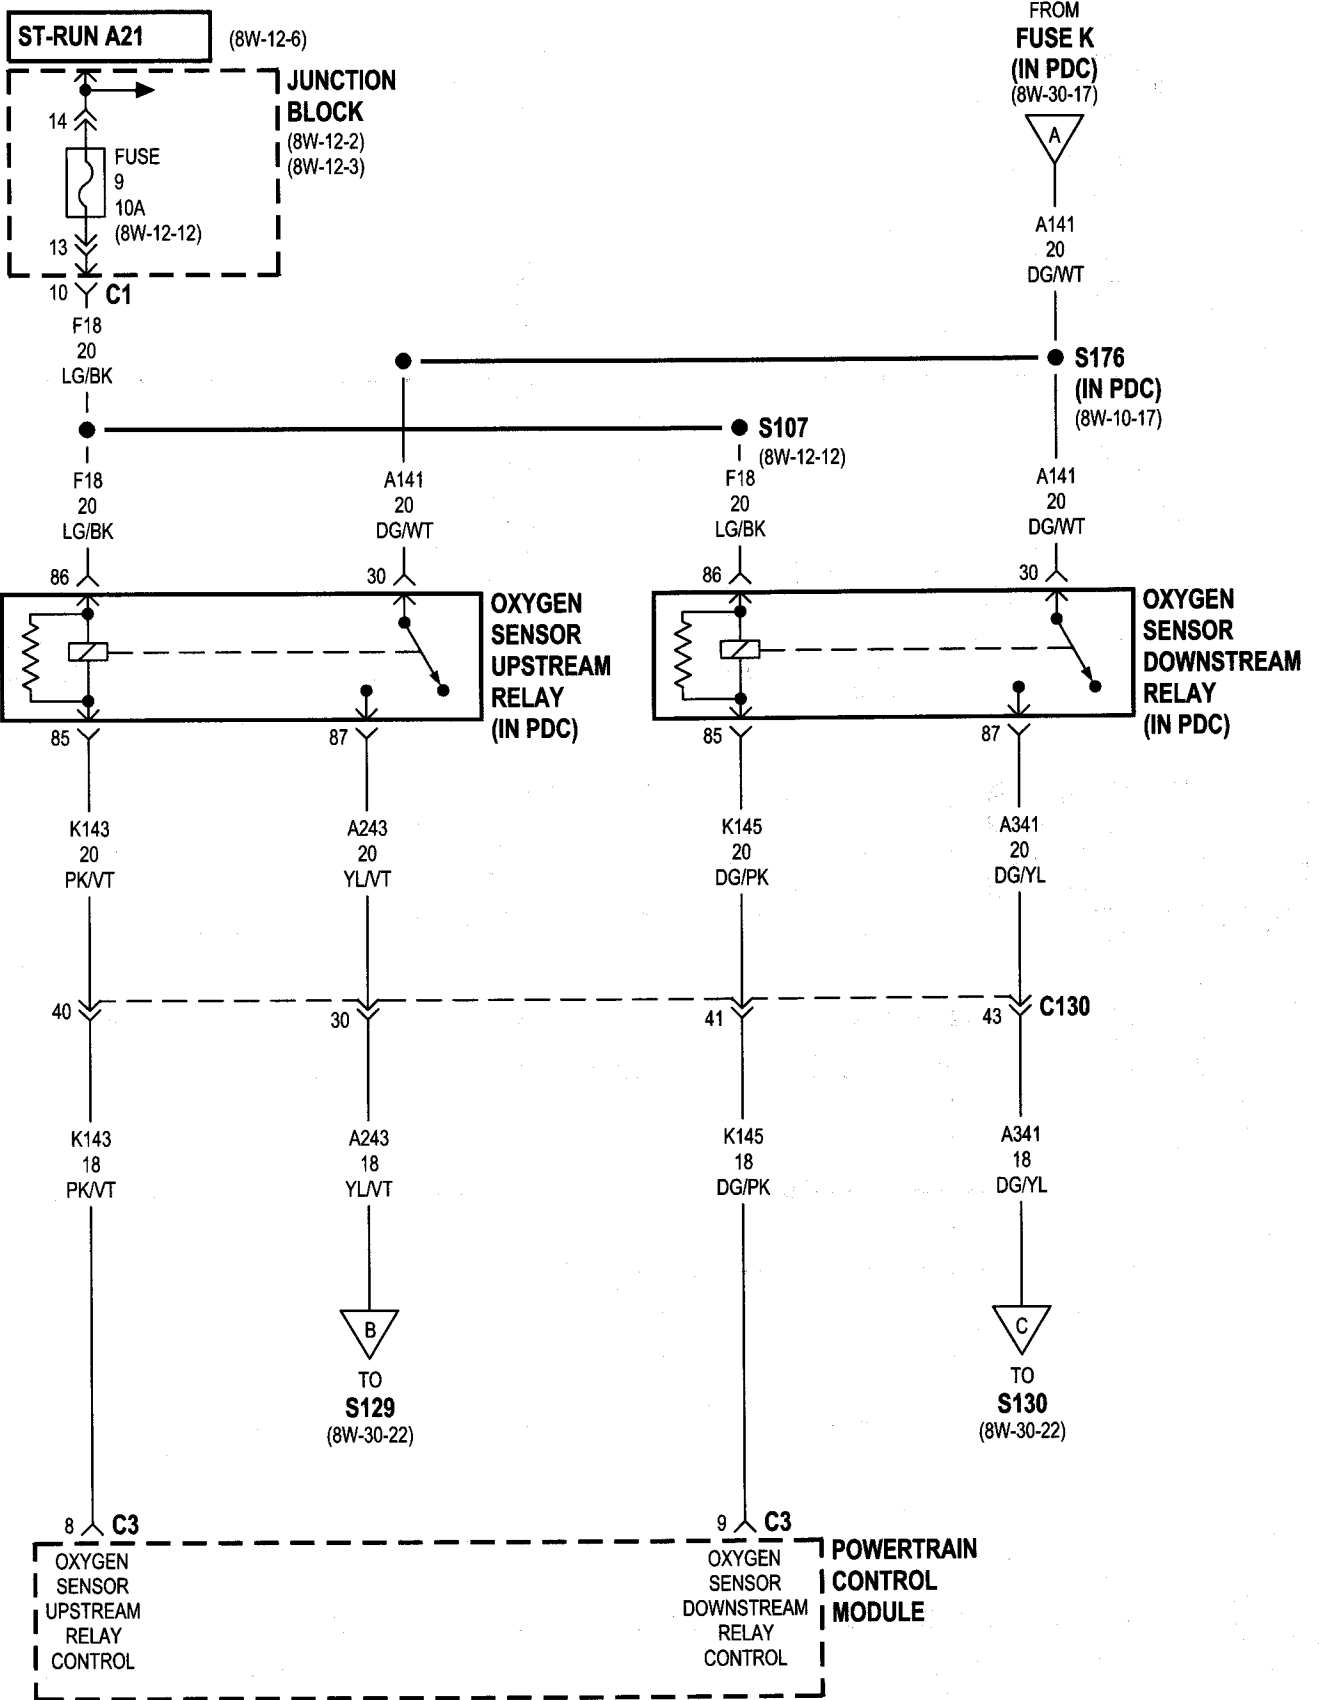 ST-RUN A21
(8W-12-6)
JUNCTION
BLOCK
(8W-12-2)
(8W-12-3)
14
FUSE
9
10A
(8W-12-12)
13
10
C1
F18
20
LG/BK
FROM
FUSE K
(IN PDC)
(8W-30-17)
A
A141
20
DG/WT
S176
(IN PDC)
(8W-10-17)
S107
(8W-12-12)
F18
20
LG/BK
A141
20
DG/WT
F18
20
LG/BK
A141
20
DG/WT
86
30
86
30
OXYGEN
SENSOR
UPSTREAM
RELAY
(IN PDC)
OXYGEN
SENSOR
DOWNSTREAM
RELAY
(IN PDC)
85
87
85
87
K143
20
PK/VT
A243
20
YL/VT
K145
20
DG/PK
A341
20
DG/YL
40
30
41
43
C130
K143
18
PK/VT
A243
18
YL/VT
K145
18
DG/PK
A341
18
DG/YL
B
TO
S129
(8W-30-22)
C
TO
S130
(8W-30-22)
8
C3
9
C3
OXYGEN
SENSOR
UPSTREAM
RELAY
CONTROL
OXYGEN
SENSOR
DOWNSTREAM
RELAY
CONTROL
POWERTRAIN
CONTROL
MODULE